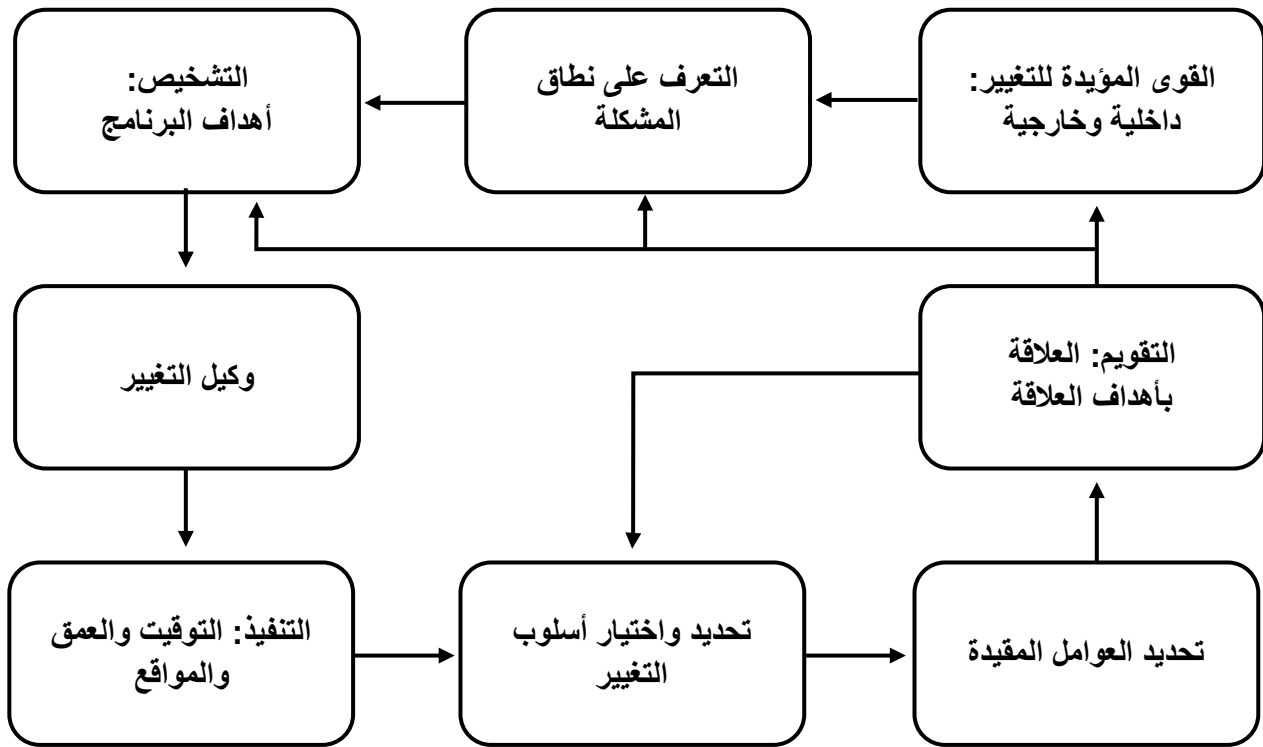 القوى المؤيدة للتغيير:
داخلية وخارجية
التعرف على نطاق
المشكلة
التشخيص:
أهداف البرنامج
التقويم: العلاقة
بأهداف العلاقة
وكيل التغيير
تحديد العوامل المقيدة
تحديد واختيار أسلوب
التغيير
التنفيذ: التوقيت والعمق
والمواقع